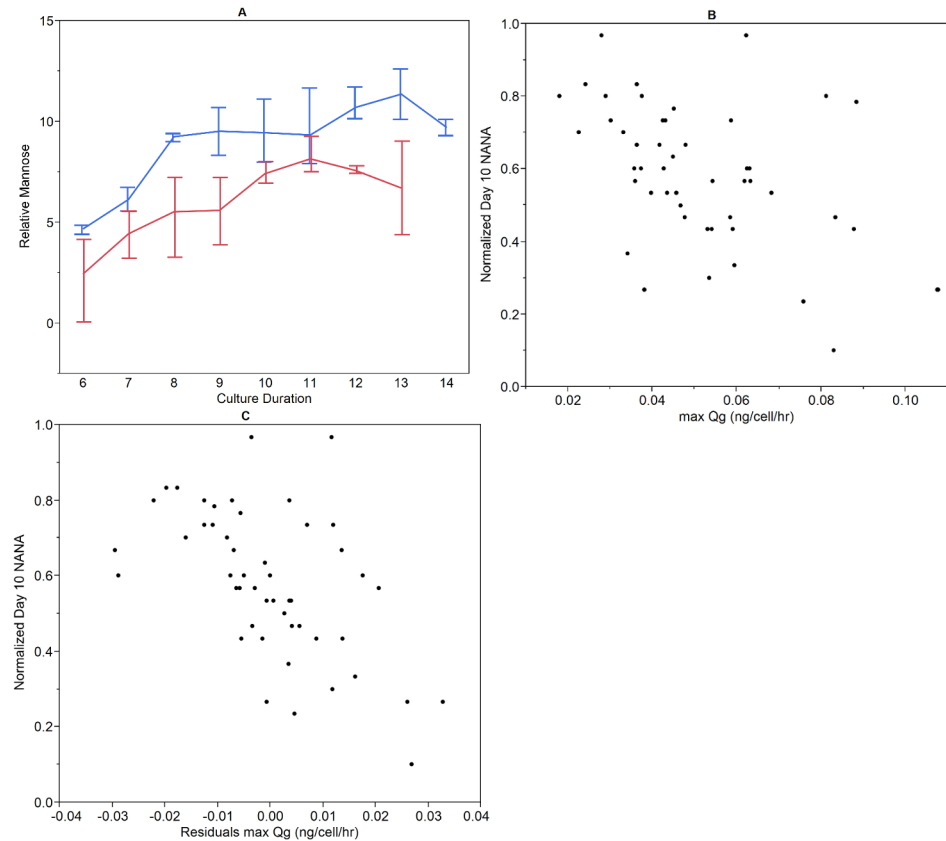 A
15
10
5
0
Relative Mannose
6 7 8 9 10 11 12 13 14
Culture Duration
B
1.0
0.8
0.6
0.4
0.2
0.0
Normalized Day 10 NANA
0.02 0.04 0.06 0.08 0.10
max Qg (ng/cell/hr)
C
1.0
0.8
0.6
0.4
0.2
0.0
Normalized Day 10 NANA
-0.04 -0.03 -0.02 -0.01 0.00 0.01 0.02 0.03 0.04
Residuals max Qg (ng/cell/hr)